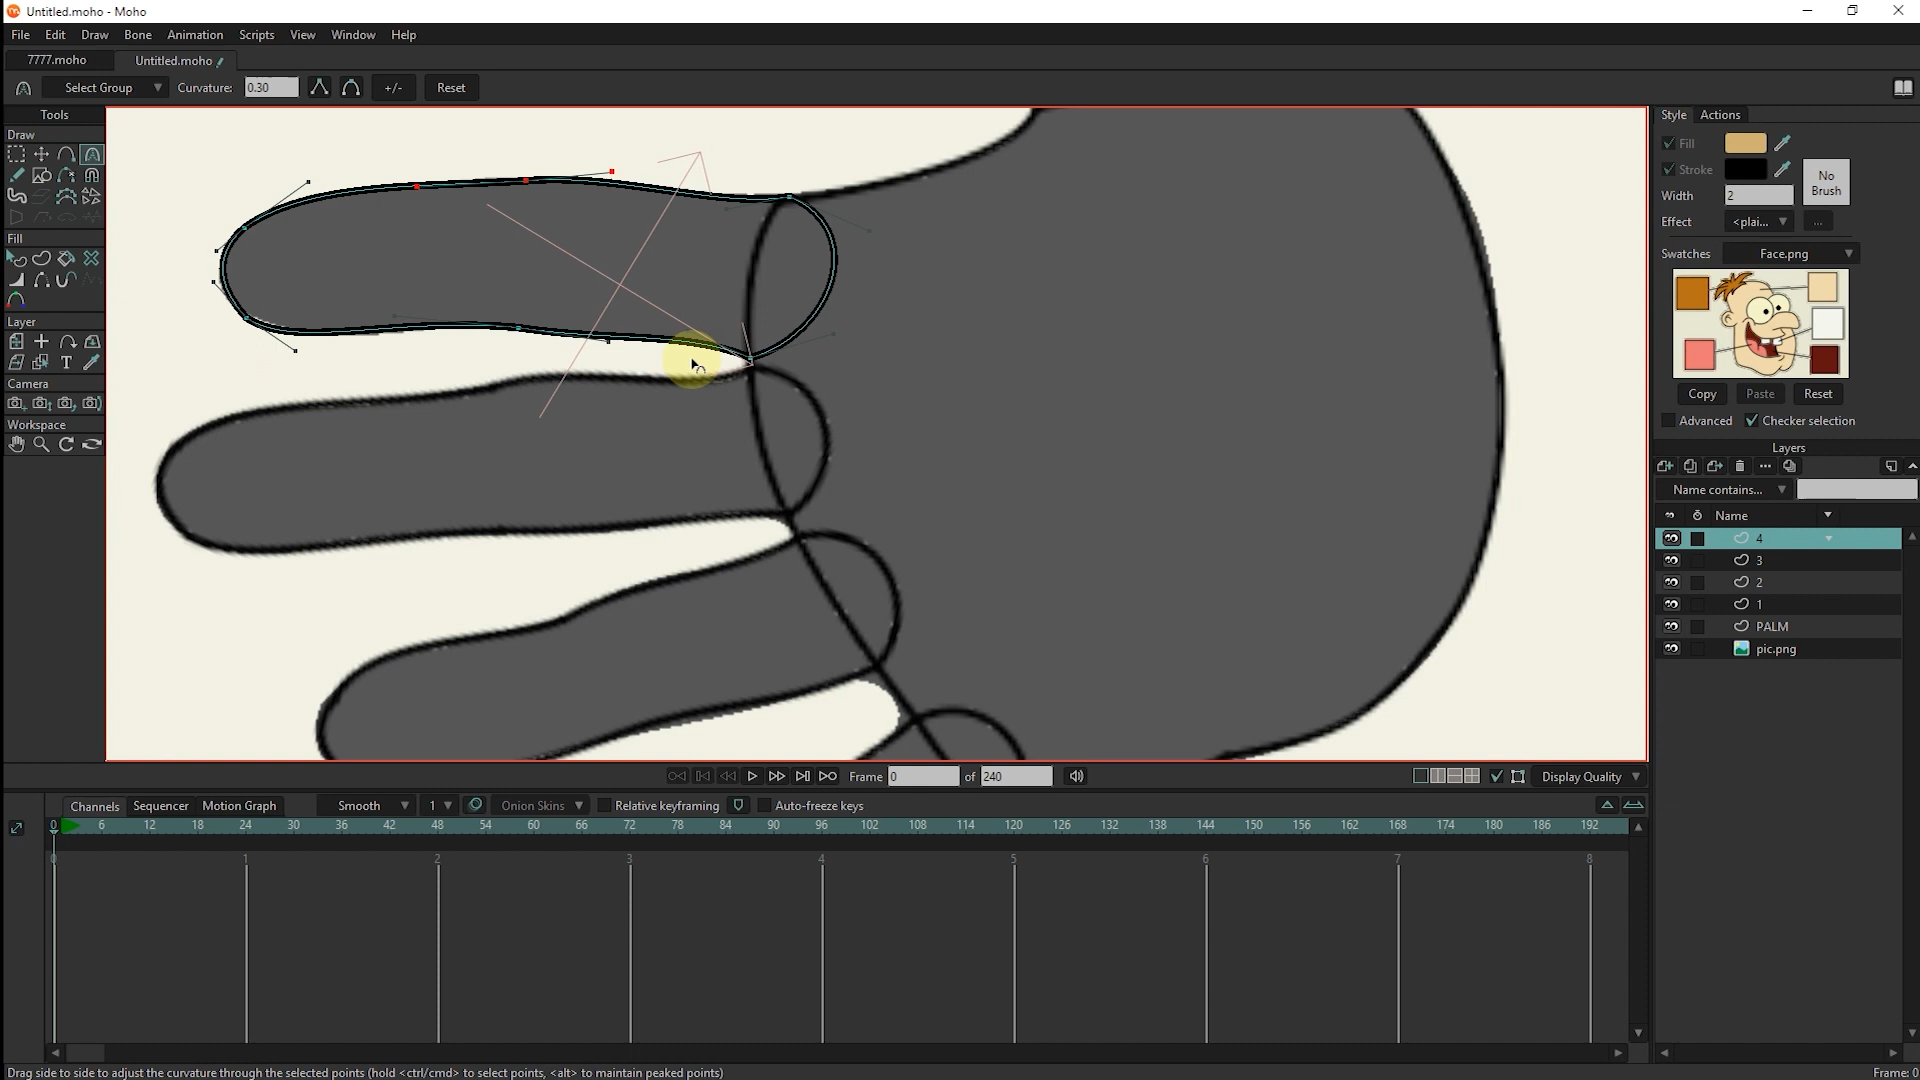 Untitled.moho - Moho
File Edit Draw Bone Animation Scripts View Window Help
7777.moho Untitled.moho
Select Group Curvature: 0.30 +/- Reset
Tools
Draw
Fill
Layer
Camera
Workspace
Style Actions
Fill
Stroke
No Brush
Width 2
Effect <plai... ...
Swatches Face.png
Copy Paste Reset
Advanced Checker selection
Layers
Name contains...
Name
4
3
2
1
PALM
pic.png
Frame 0 of 240 Display Quality
Channels Sequencer Motion Graph Smooth 1 Onion Skins Relative keyframing Auto-freeze keys
0 6 12 18 24 30 36 42 48 54 60 66 72 78 84 90 96 102 108 114 120 126 132 138 144 150 156 162 168 174 180 186 192
0 1 2 3 4 5 6 7 8
Drag side to side to adjust the curvature through the selected points (hold <ctrl/cmd> to select points, <alt> to maintain peaked points) Frame: 0